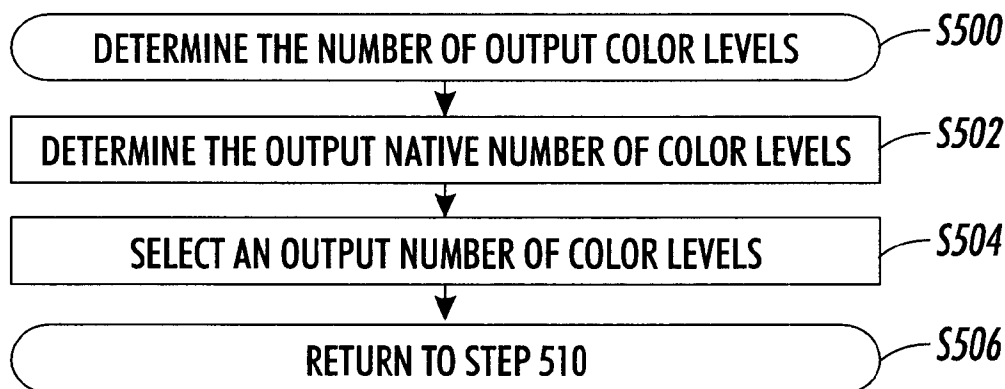 DETERMINE THE NUMBER OF OUTPUT COLOR LEVELS S500
DETERMINE THE OUTPUT NATIVE NUMBER OF COLOR LEVELS S502
SELECT AN OUTPUT NUMBER OF COLOR LEVELS S504
RETURN TO STEP 510 S506